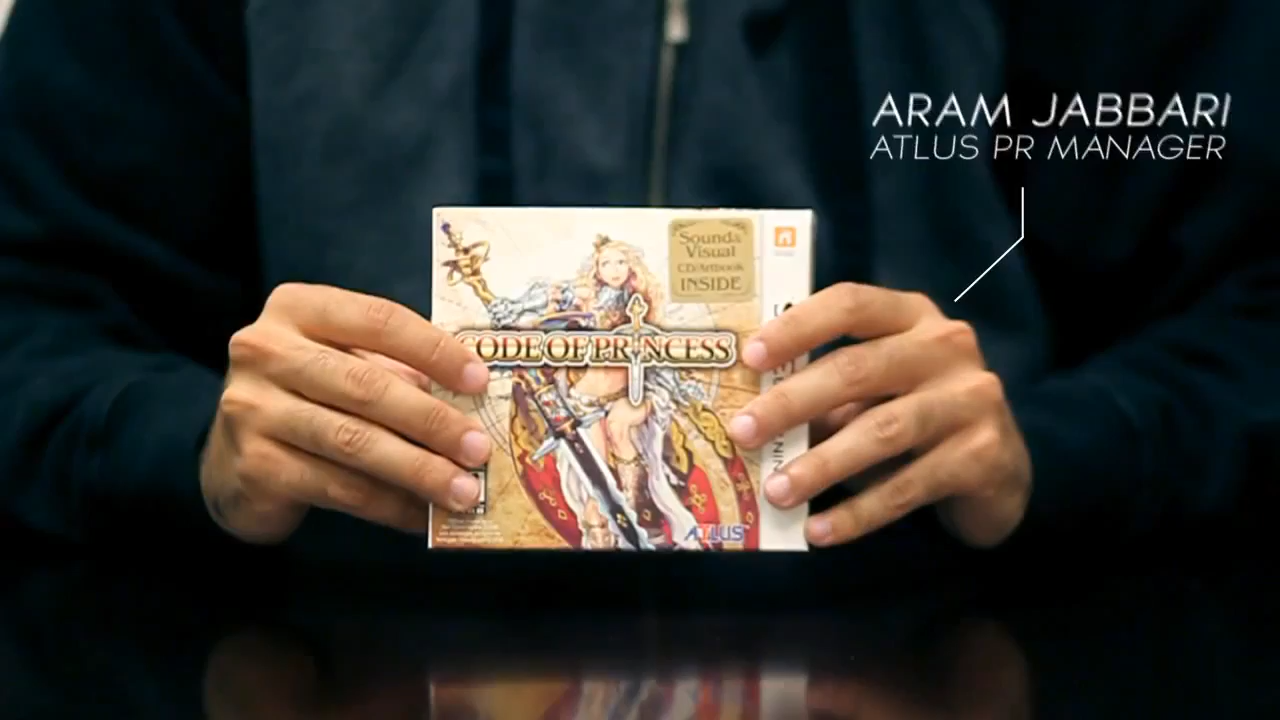 ARAM JABBARI
ATLUS PR MANAGER
Sound&
Visual
CD/Artbook
INSIDE
CODE OF PRINCESS
ATLUS